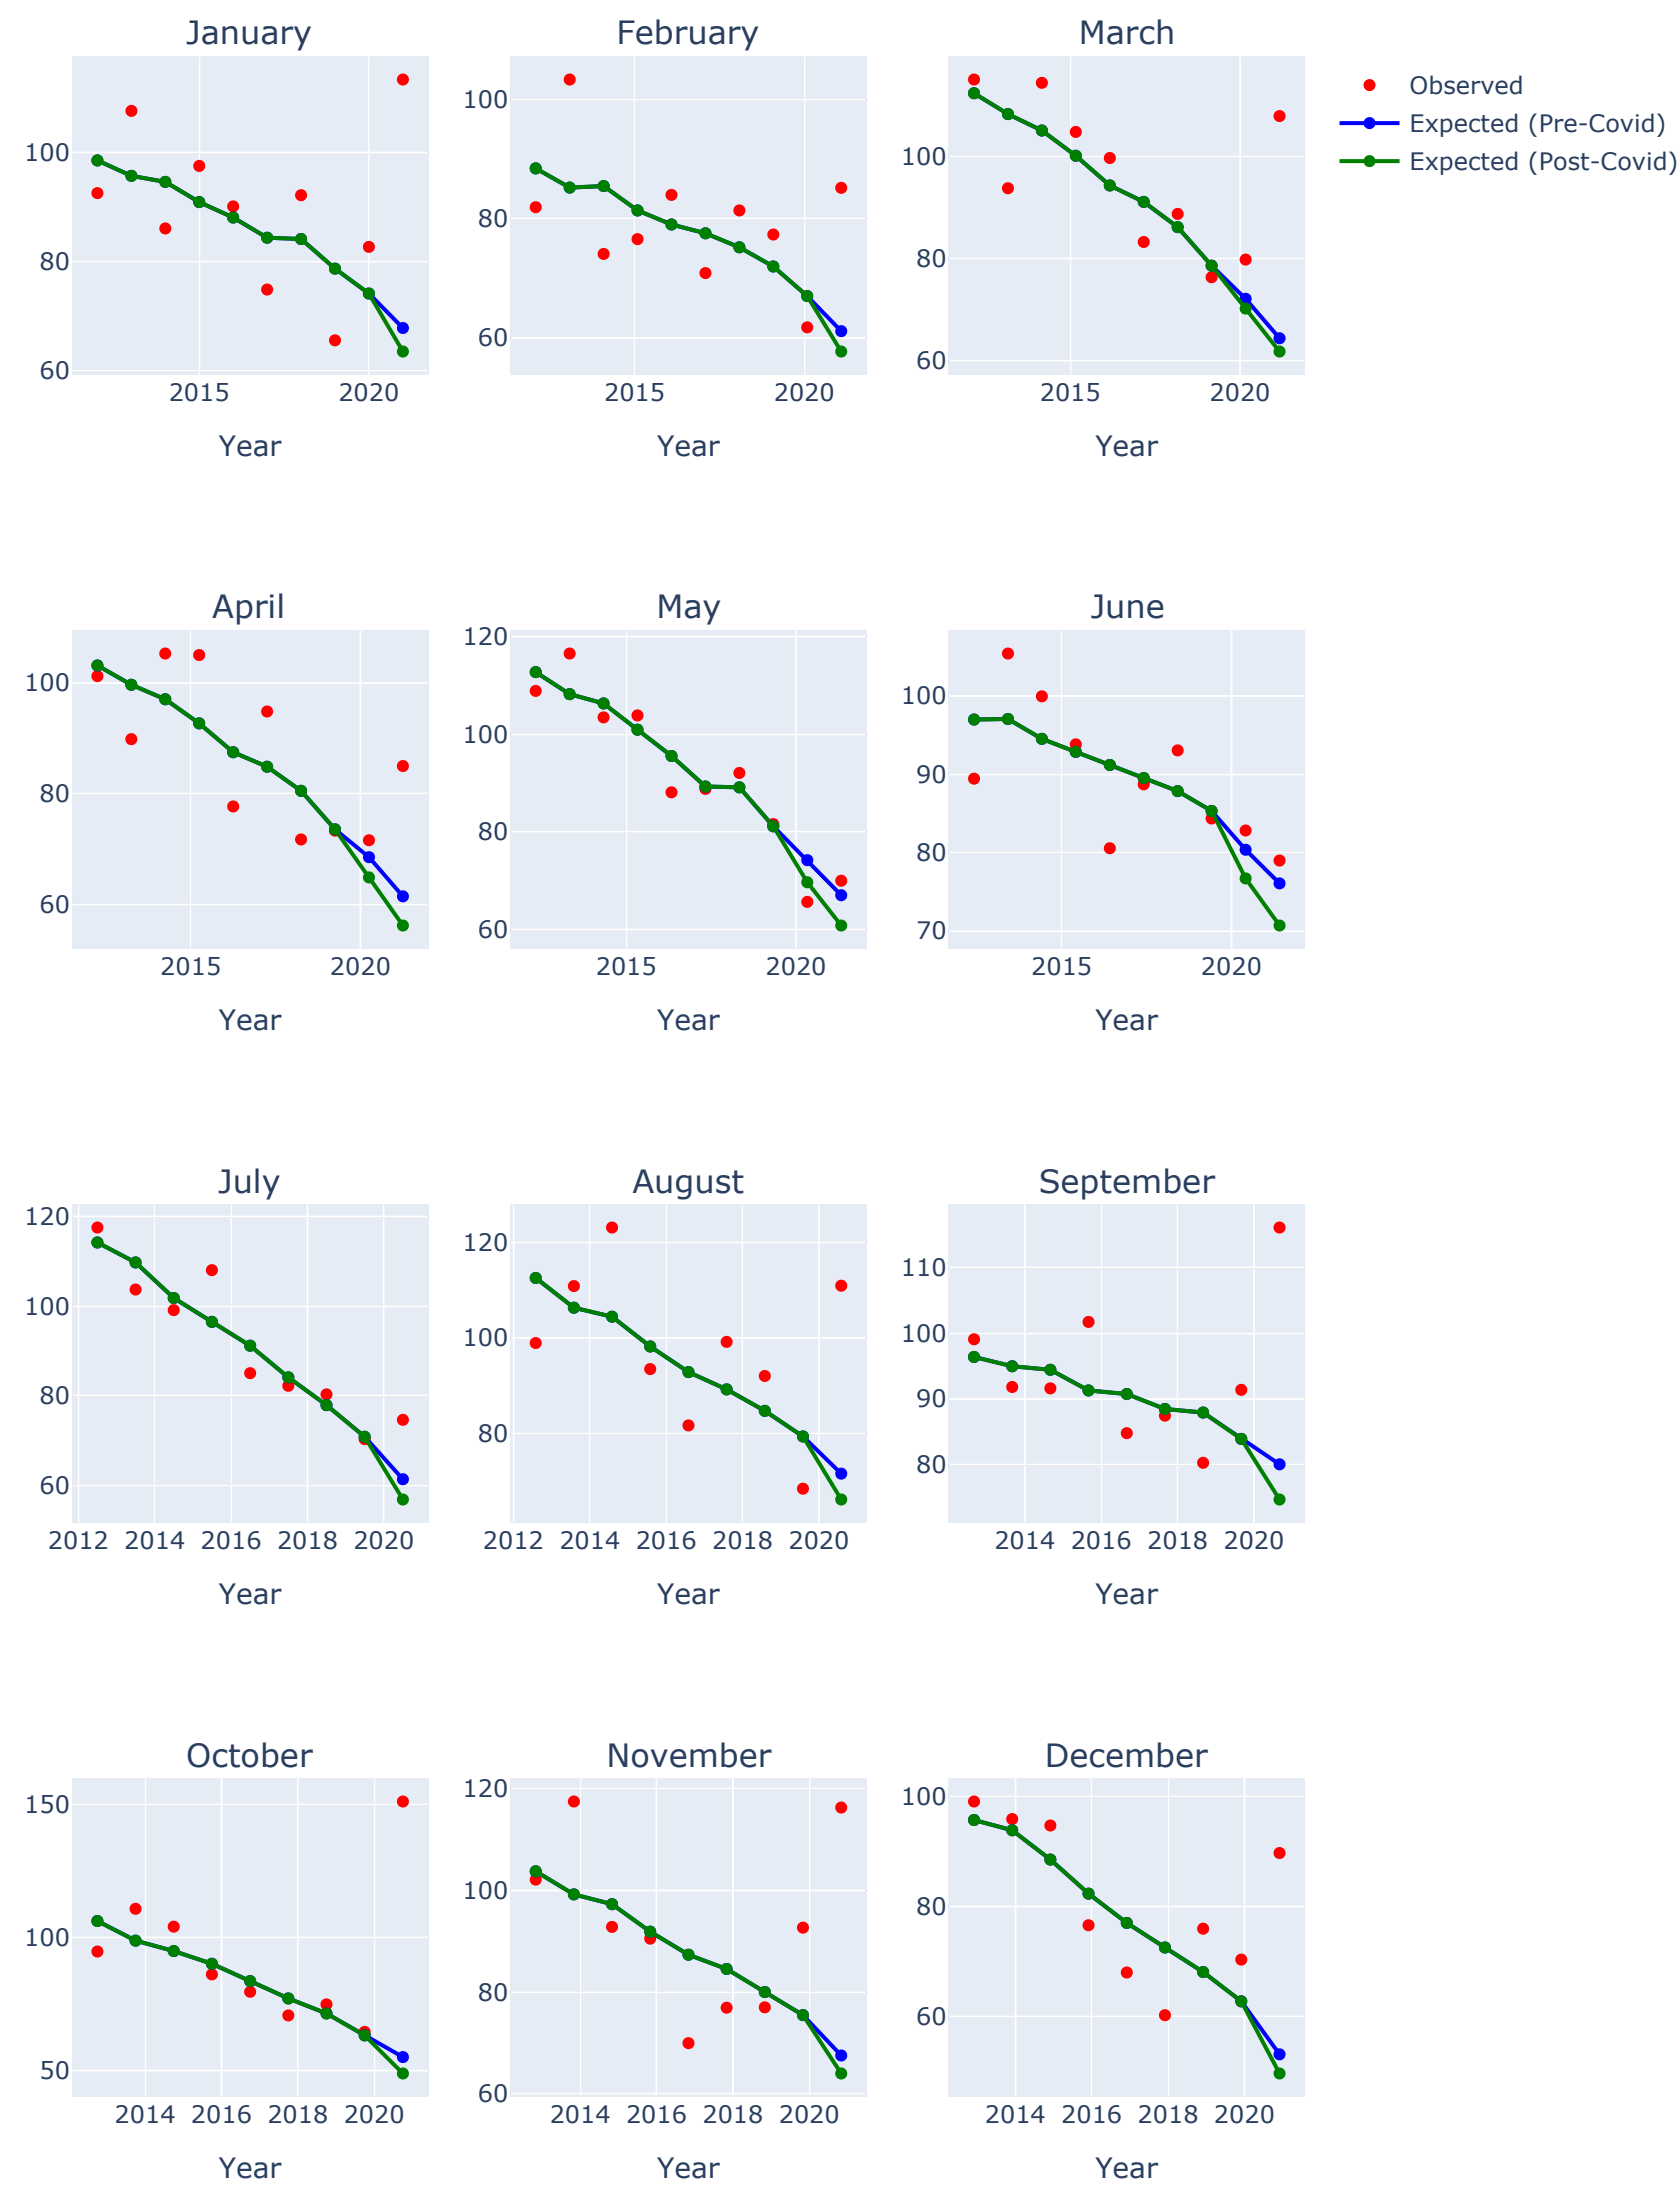 January
February
March
Observed
Expected (Pre-Covid)
Expected (Post-Covid)
100
80
60
2015
2020
Year
100
80
60
2015
2020
Year
100
80
60
2015
2020
Year
April
May
June
100
80
60
2015
2020
Year
120
100
80
60
2015
2020
Year
100
90
80
70
2015
2020
Year
July
August
September
120
100
80
60
2012 2014 2016 2018 2020
Year
120
100
80
2012 2014 2016 2018 2020
Year
110
100
90
80
2014 2016 2018 2020
Year
October
November
December
150
100
50
2014 2016 2018 2020
Year
120
100
80
60
2014 2016 2018 2020
Year
100
80
60
2014 2016 2018 2020
Year